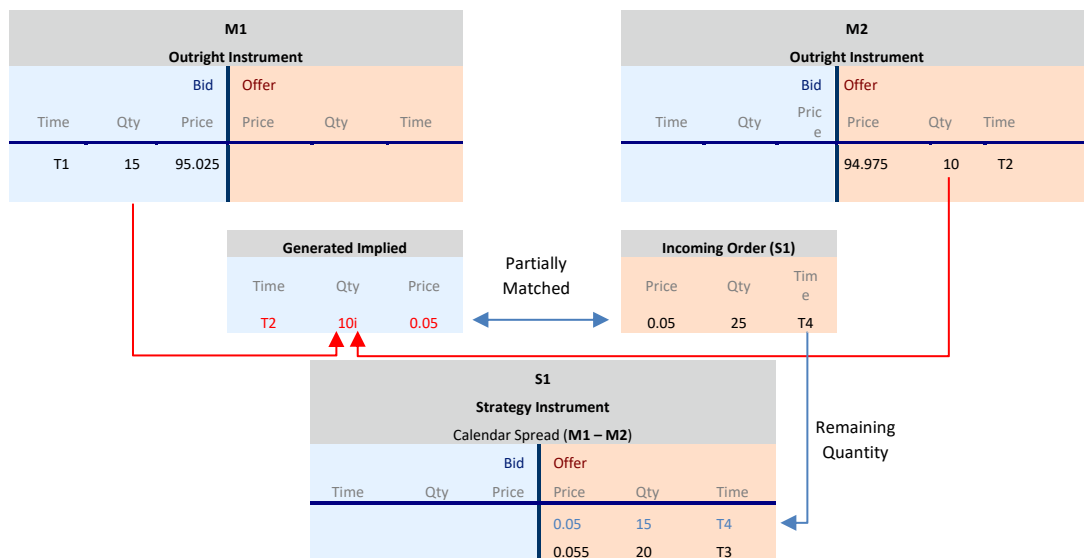 M1
Outright Instrument
Bid Offer
Time Qty Price Price Qty Time
T1 15 95.025
M2
Outright Instrument
Bid Offer
Time Qty Pric
e Price Qty Time
94.975 10 T2
Generated Implied
Time Qty Price
T2 10i 0.05
Partially
Matched
Incoming Order (S1)
Price Qty Tim
e
0.05 25 T4
Remaining
Quantity
S1
Strategy Instrument
Calendar Spread (M1 – M2)
Bid Offer
Time Qty Price Price Qty Time
0.05 15 T4
0.055 20 T3